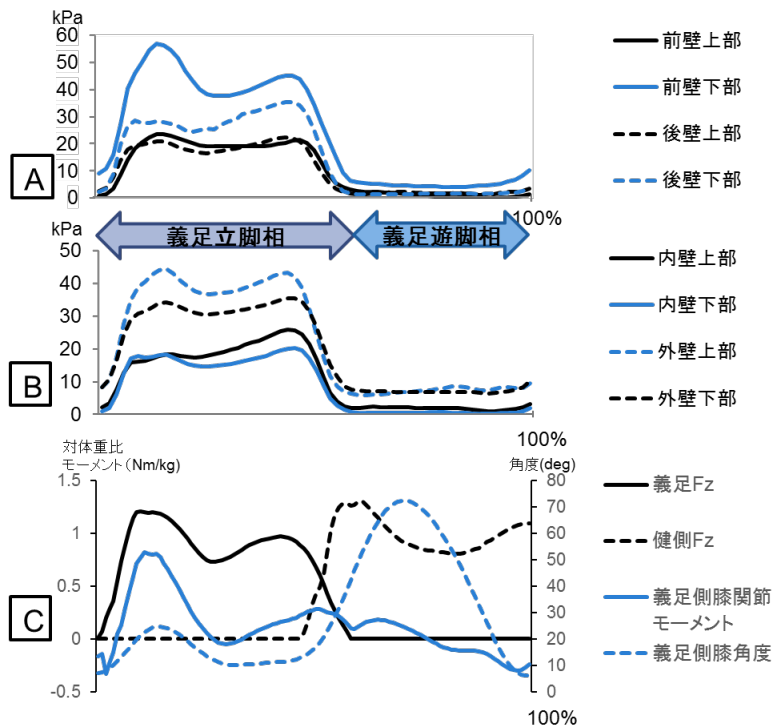 kPa
60
50
40
30
20
10
0
A
前壁上部
前壁下部
後壁上部
後壁下部
100%
義足立脚相
義足遊脚相
kPa
50
40
30
20
10
0
B
内壁上部
内壁下部
外壁上部
外壁下部
100%
対体重比
モーメント(Nm/kg)
角度(deg)
1.5
1
0.5
0
-0.5
80
70
60
50
40
30
20
10
0
C
義足Fz
健側Fz
義足側膝関節
モーメント
義足側膝角度
100%